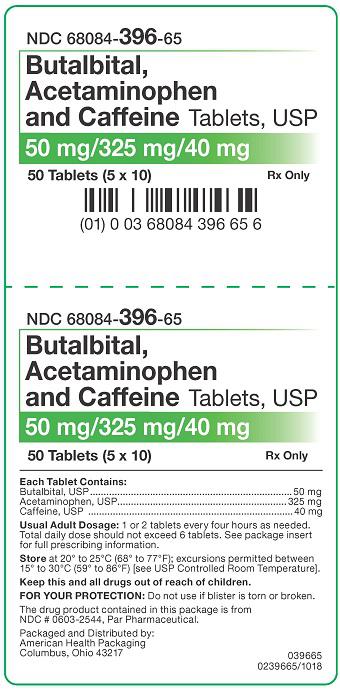 NDC 68084-396-65
Butalbital,
Acetaminophen
and Caffeine Tablets, USP
50 mg/325 mg/40 mg
50 Tablets (5 x 10) Rx Only
(01) 0 03 68084 396 65 6
NDC 68084-396-65
Butalbital,
Acetaminophen
and Caffeine Tablets, USP
50 mg/325 mg/40 mg
50 Tablets (5 x 10) Rx Only
Each Tablet Contains:
Butalbital, USP......................................................50 mg
Acetaminophen, USP............................................325 mg
Caffeine, USP .......................................................40 mg
Usual Adult Dosage: 1 or 2 tablets every four hours as needed.
Total daily dose should not exceed 6 tablets. See package insert
for full prescribing information.
Store at 20° to 25°C (68° to 77°F); excursions permitted between
15° to 30°C (59° to 86°F) [see USP Controlled Room Temperature].
Keep this and all drugs out of reach of children.
FOR YOUR PROTECTION: Do not use if blister is torn or broken.
The drug product contained in this package is from
NDC # 0603-2544, Par Pharmaceutical.
Packaged and Distributed by:
American Health Packaging
Columbus, Ohio 43217
039665
0239665/1018